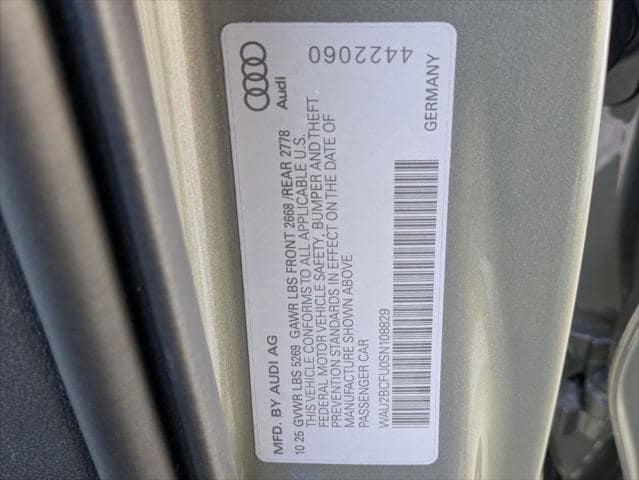 4422060
Audi
GERMANY
MFD. BY AUDI AG
10 25 GVWR LBS 5269 GAWR LBS FRONT 2668 /REAR 2778
THIS VEHICLE CONFORMS TO ALL APPLICABLE U.S.
FEDERAL MOTOR VEHICLE SAFETY, BUMPER AND THEFT
PREVENTION STANDARDS IN EFFECT ON THE DATE OF
MANUFACTURE SHOWN ABOVE
PASSENGER CAR
WAU2BCFU0SN108829